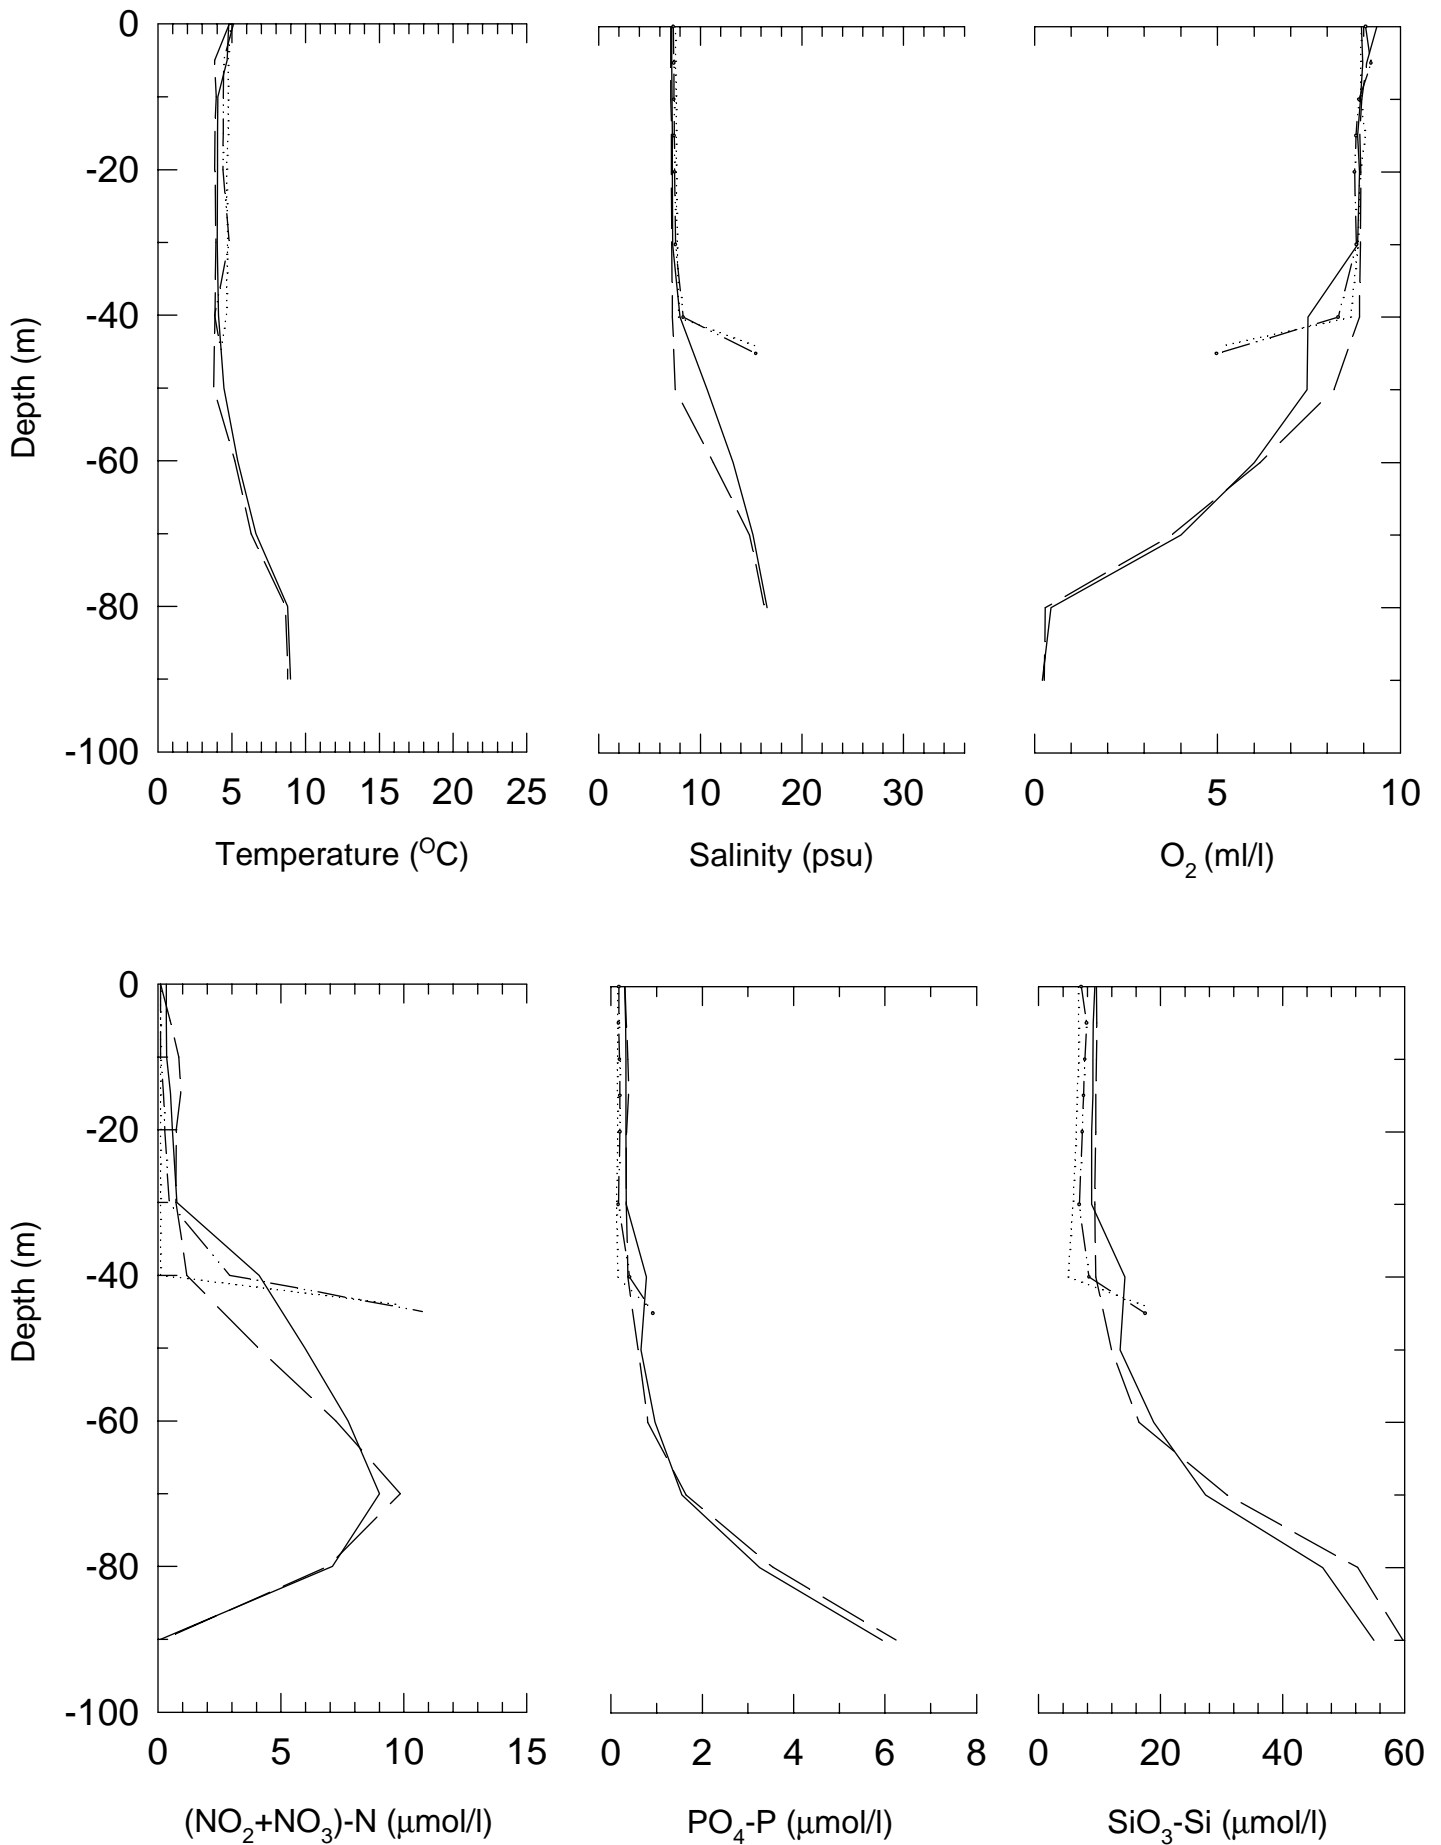 0
-20
-40
-60
-80
-100
Depth (m)
0 5 10 15 20 25
Temperature (OC)
0 10 20 30
Salinity (psu)
0 5 10
O2 (ml/l)
0
-20
-40
-60
-80
-100
Depth (m)
0 5 10 15
(NO2+NO3)-N (μmol/l)
0 2 4 6 8
PO4-P (μmol/l)
0 20 40 60
SiO3-Si (μmol/l)